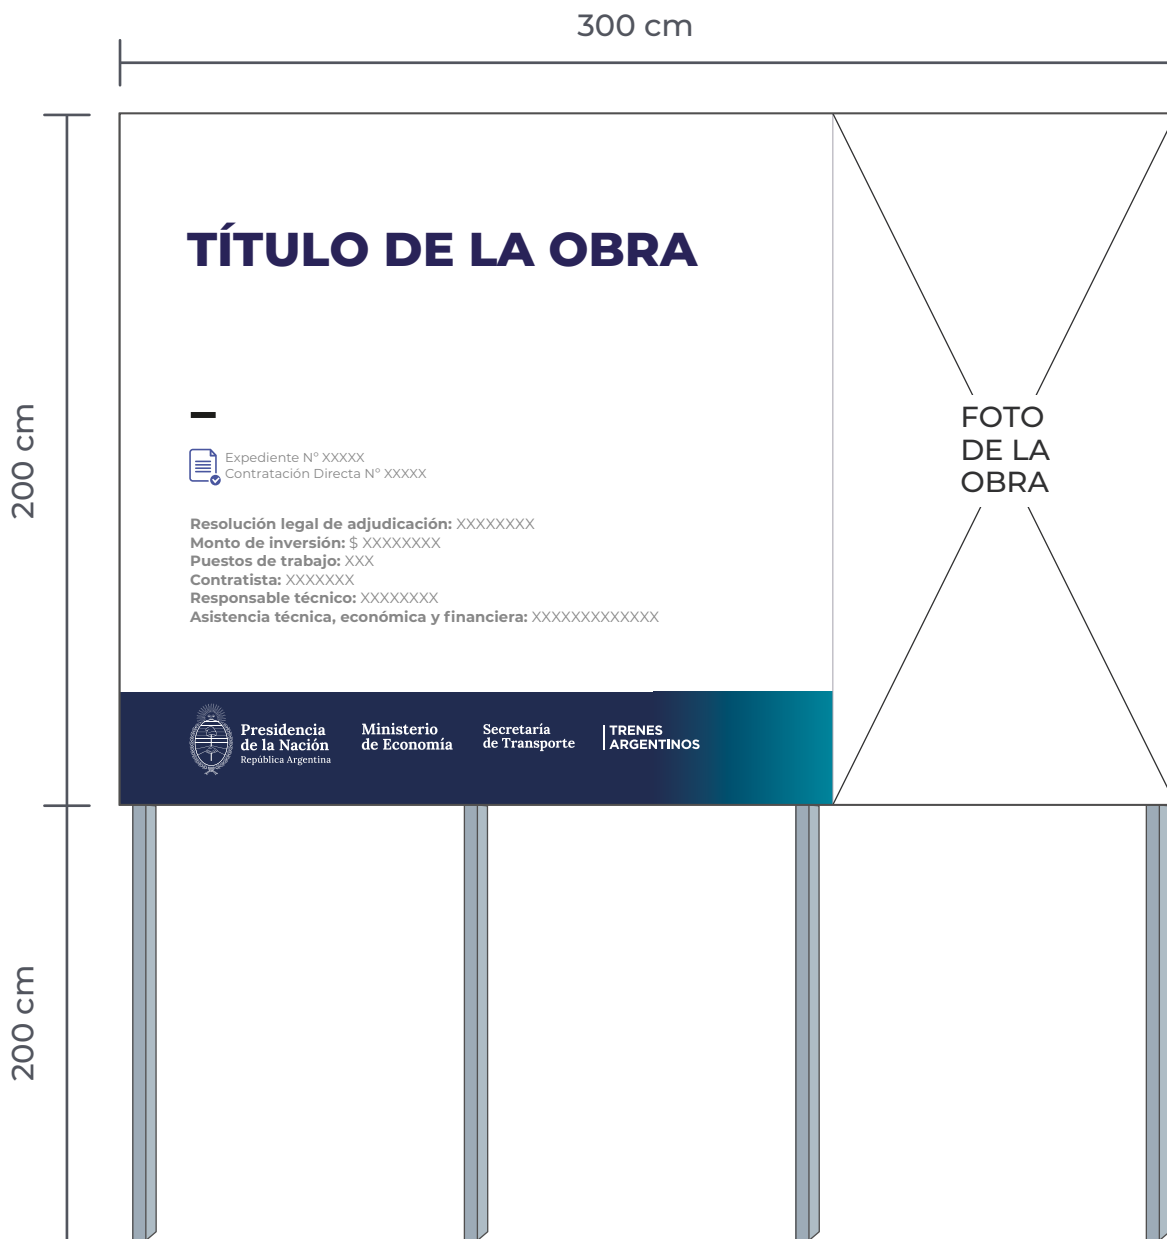 300 cm
200 cm
TÍTULO DE LA OBRA
Expediente Nº XXXXX
Contratación Directa Nº XXXXX
Resolución legal de adjudicación: XXXXXXXX
Monto de inversión: $ XXXXXXXX
Puestos de trabajo: XXX
Contratista: XXXXXXX
Responsable técnico: XXXXXXXX
Asistencia técnica, económica y financiera: XXXXXXXXXXXXX
FOTO
DE LA
OBRA
Presidencia
de la Nación
República Argentina
Ministerio
de Economía
Secretaría
de Transporte
TRENES
ARGENTINOS
200 cm